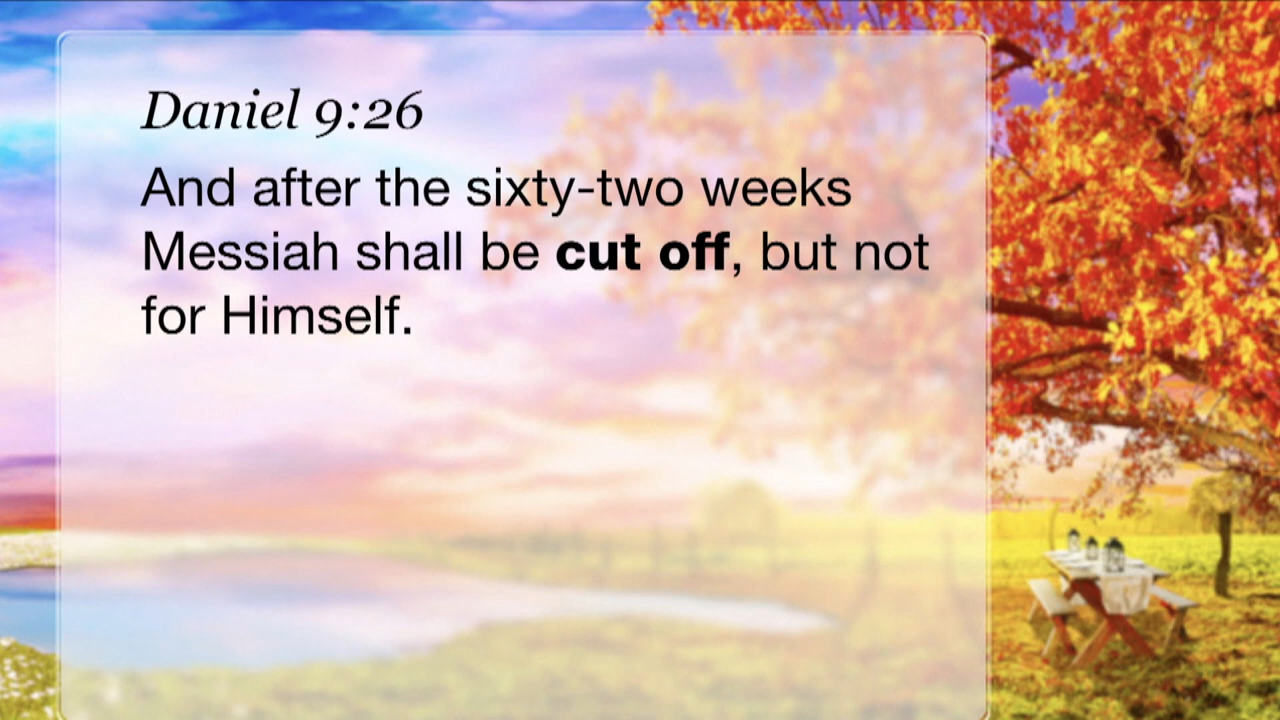 Daniel 9:26
And after the sixty-two weeks
Messiah shall be cut off, but not
for Himself.